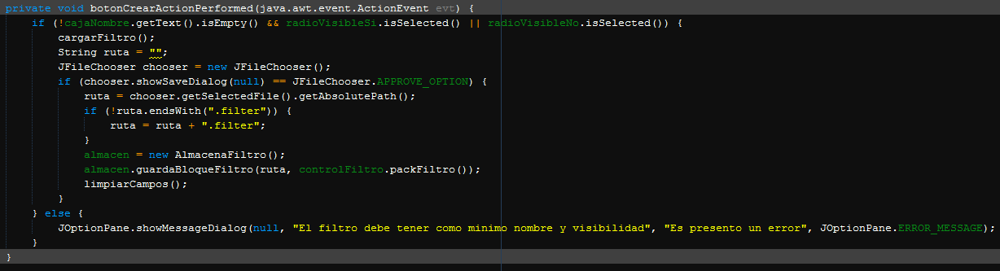 private void botonCrearActionPerformed(java.awt.event.ActionEvent evt) {
if (!cajaNombre.getText().isEmpty() && radioVisibleSi.isSelected() || radioVisibleNo.isSelected()) {
cargarFiltro();
String ruta = "";
JFileChooser chooser = new JFileChooser();
if (chooser.showSaveDialog(null) == JFileChooser.APPROVE_OPTION) {
ruta = chooser.getSelectedFile().getAbsolutePath();
if (!ruta.endsWith(".filter")) {
ruta = ruta + ".filter";
}
almacen = new AlmacenaFiltro();
almacen.guardaBloqueFiltro(ruta, controlFiltro.packFiltro());
limpiarCampos();
}
} else {
JOptionPane.showMessageDialog(null, "El filtro debe tener como minimo nombre y visibilidad", "Es presento un error", JOptionPane.ERROR_MESSAGE);
}
}